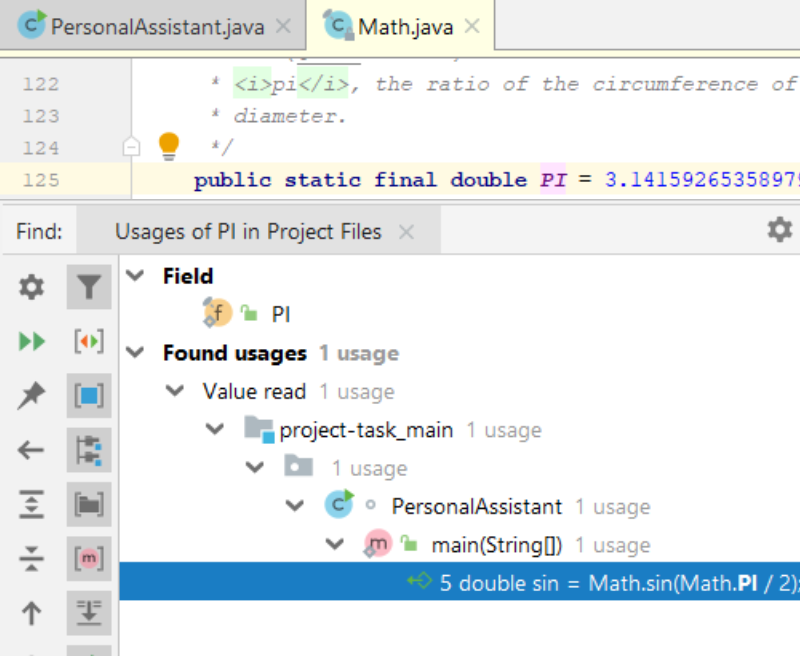 PersonalAssistant.java
Math.java
122 * <i>pi</i>, the ratio of the circumference of
123 * diameter.
124 */
125 public static final double PI = 3.1415926535897
Find: Usages of PI in Project Files
Field
f PI
Found usages 1 usage
Value read 1 usage
project-task_main 1 usage
1 usage
C PersonalAssistant 1 usage
m main(String[]) 1 usage
5 double sin = Math.sin(Math.PI / 2);